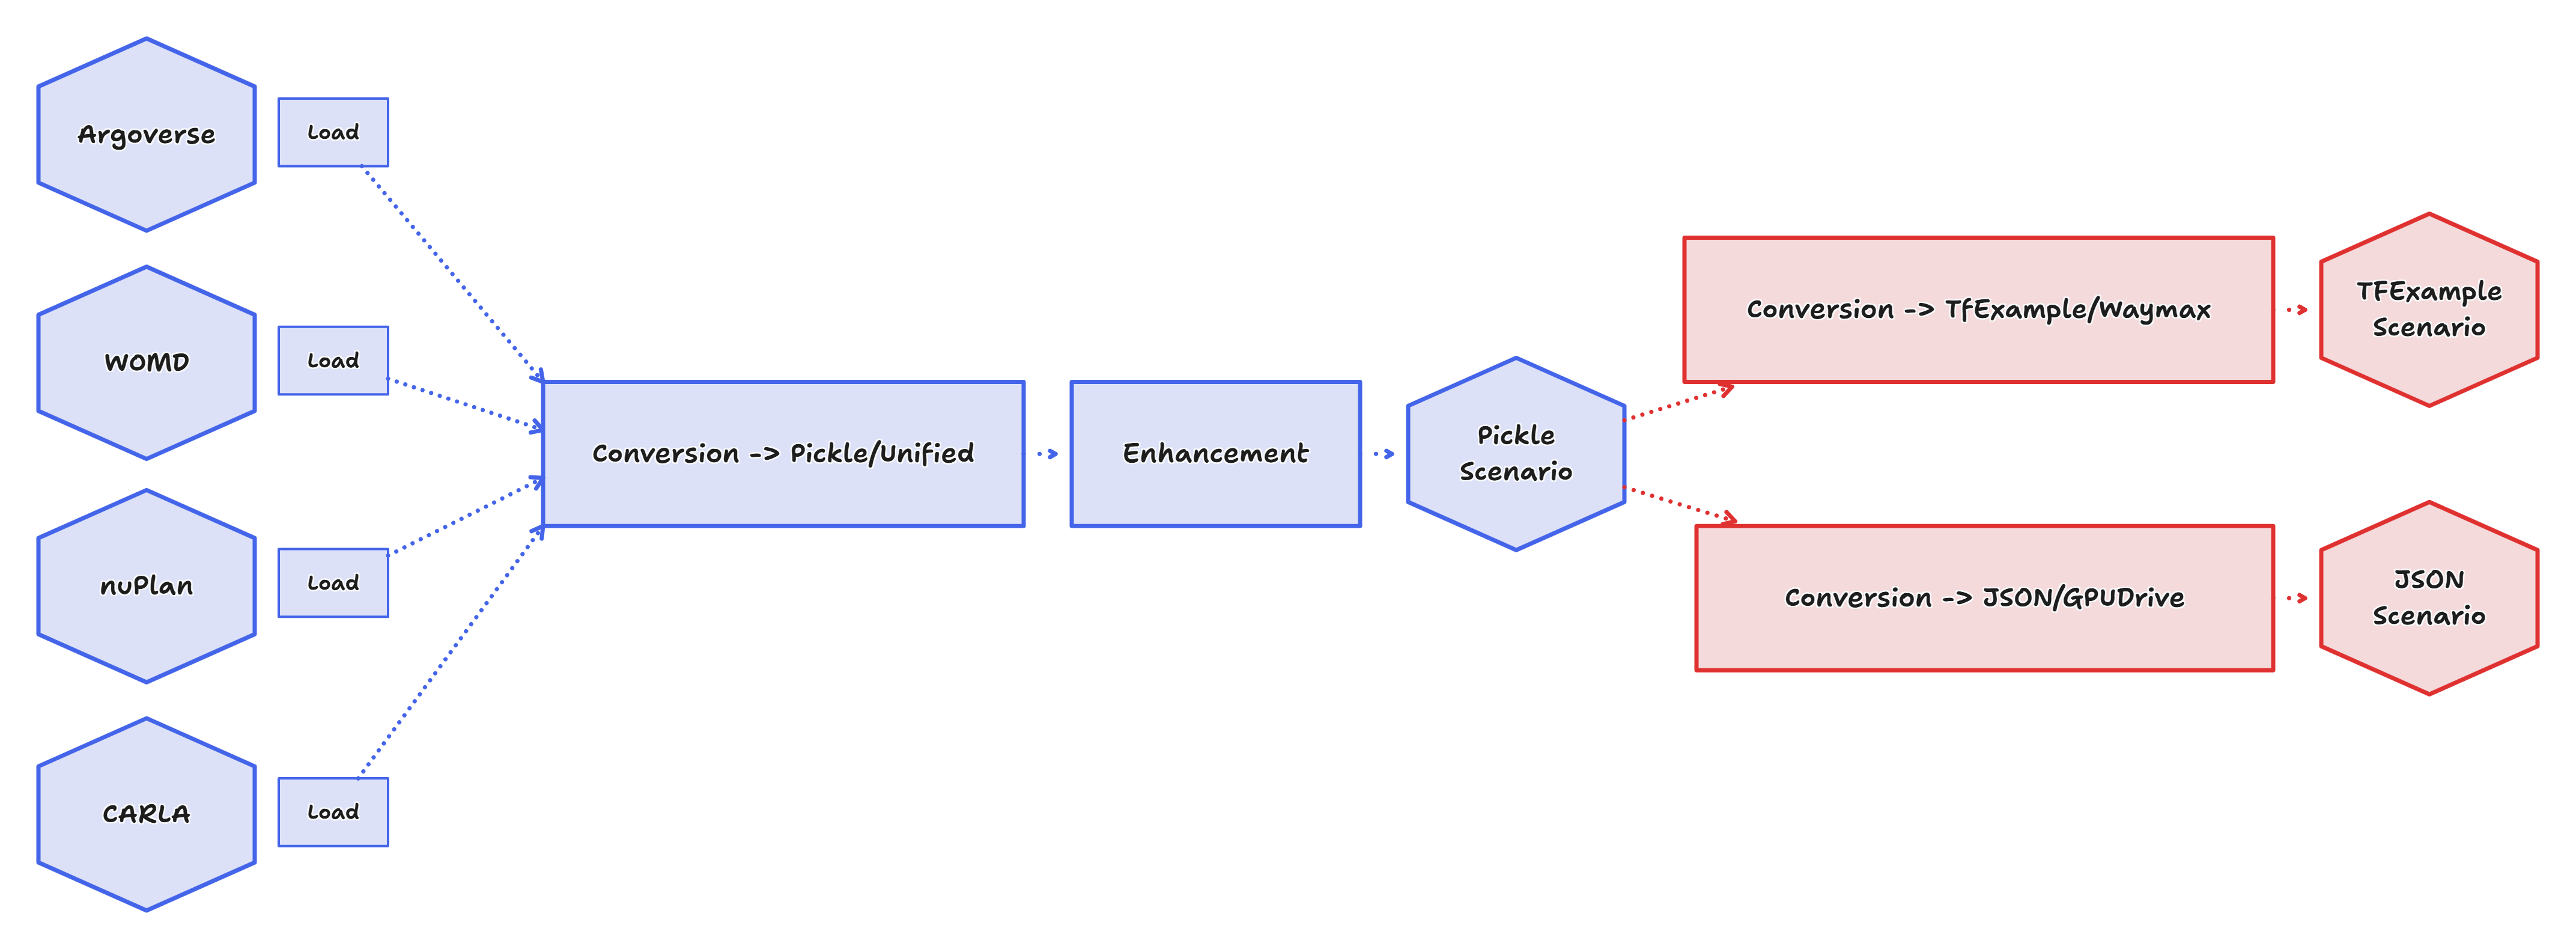 Argoverse
Load
WOMD
Load
nuPlan
Load
CARLA
Load
Conversion -> Pickle/Unified
Enhancement
Pickle
Scenario
Conversion -> TfExample/Waymax
TFExample
Scenario
Conversion -> JSON/GPUDrive
JSON
Scenario